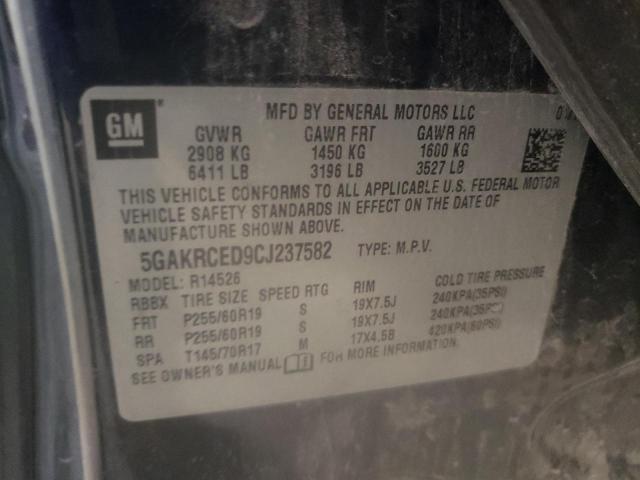 GM
MFD BY GENERAL MOTORS LLC
GVWR GAWR FRT GAWR RR
2908 KG 1450 KG 1600 KG
6411 LB 3196 LB 3527 LB
THIS VEHICLE CONFORMS TO ALL APPLICABLE U.S. FEDERAL MOTOR
VEHICLE SAFETY STANDARDS IN EFFECT ON THE DATE OF
MANUFACTURE SHOWN ABOVE.
5GAKRCED9CJ237582 TYPE: M.P.V.
MODEL: R14526
RBBX TIRE SIZE SPEED RTG RIM COLD TIRE PRESSURE
FRT P255/60R19 S 19X7.5J 240KPA(35PSI)
RR P255/60R19 S 19X7.5J 240KPA(35PSI)
SPA T145/70R17 M 17X4.5B 420KPA(60PSI)
SEE OWNER'S MANUAL FOR MORE INFORMATION.